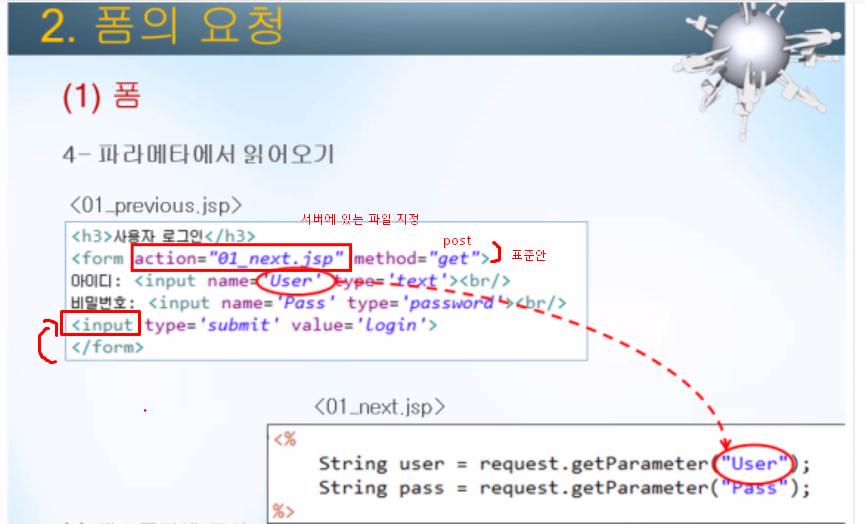 2. 폼의 요청
(1) 폼
4- 파라메타에서 읽어오기
<01_previous.jsp>
서버에 있는 파일 지정
<h3>사용자 로그인</h3>
post
<form action="01_next.jsp" method="get">
표준안
아이디: <input name='User' type='text'><br/>
비밀번호: <input name='Pass' type='password'><br/>
<input type='submit' value='login'>
</form>
<01_next.jsp>
<%
String user = request.getParameter("User");
String pass = request.getParameter("Pass");
%>